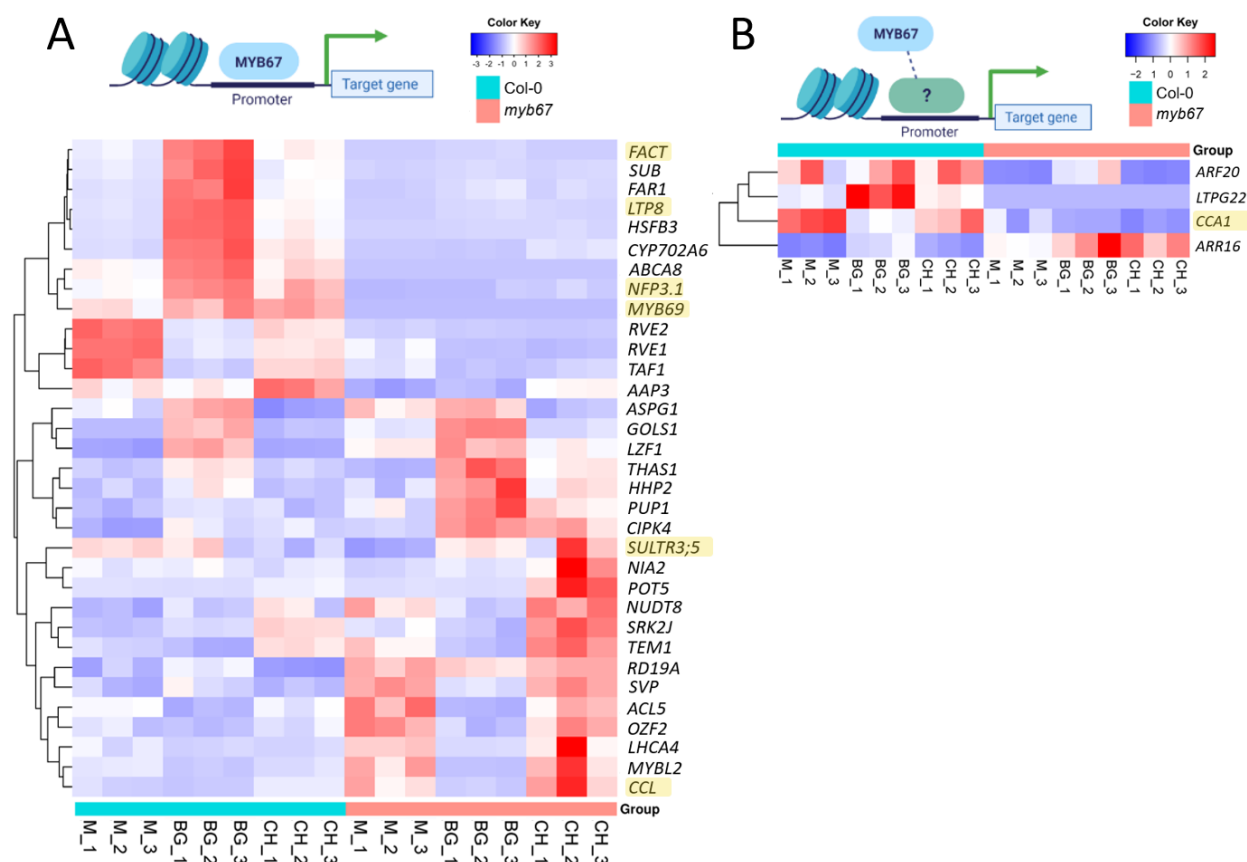 A
MYB67
Promoter
Target gene
Color Key
-3 -1 0 1 2 3
Col-0
myb67
FACT
SUB
FAR1
LTP8
HSFB3
CYP702A6
ABCA8
NFP3.1
MYB69
RVE2
RVE1
TAF1
AAP3
ASPG1
GOLS1
LZF1
THAS1
HHP2
PUP1
CIPK4
SULTR3;5
NIA2
POT5
NUDT8
SRK2J
TEM1
RD19A
SVP
ACL5
OZF2
LHCA4
MYBL2
CCL
Group
M_1 M_2 M_3 BG_1 BG_2 BG_3 CH_1 CH_2 CH_3 M_1 M_2 M_3 BG_1 BG_2 BG_3 CH_1 CH_2 CH_3
B
MYB67
?
Promoter
Target gene
Color Key
-2 -1 0 1 2
Col-0
myb67
Group
ARF20
LTPG22
CCA1
ARR16
M_1 M_2 M_3 BG_1 BG_2 BG_3 CH_1 CH_2 CH_3 M_1 M_2 M_3 BG_1 BG_2 BG_3 CH_1 CH_2 CH_3